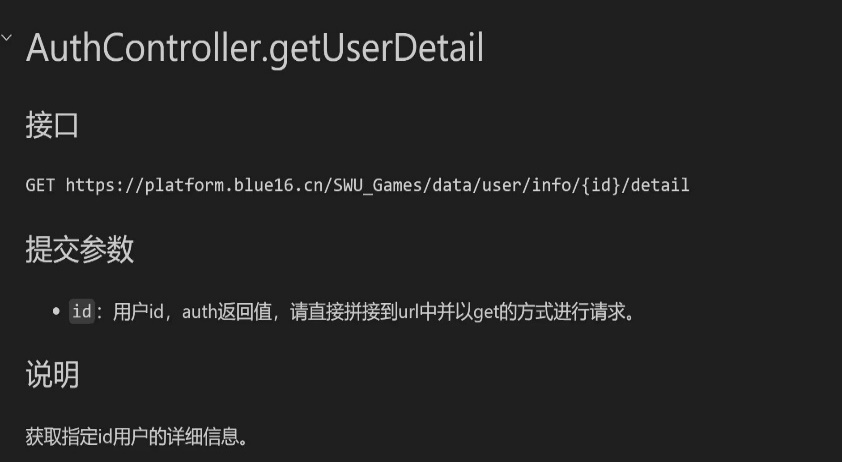 AuthController.getUserDetail
接口
GET https://platform.blue16.cn/SWU_Games/data/user/info/{id}/detail
提交参数
• id：用户id，auth返回值，请直接拼接到url中并以get的方式进行请求。
说明
获取指定id用户的详细信息。